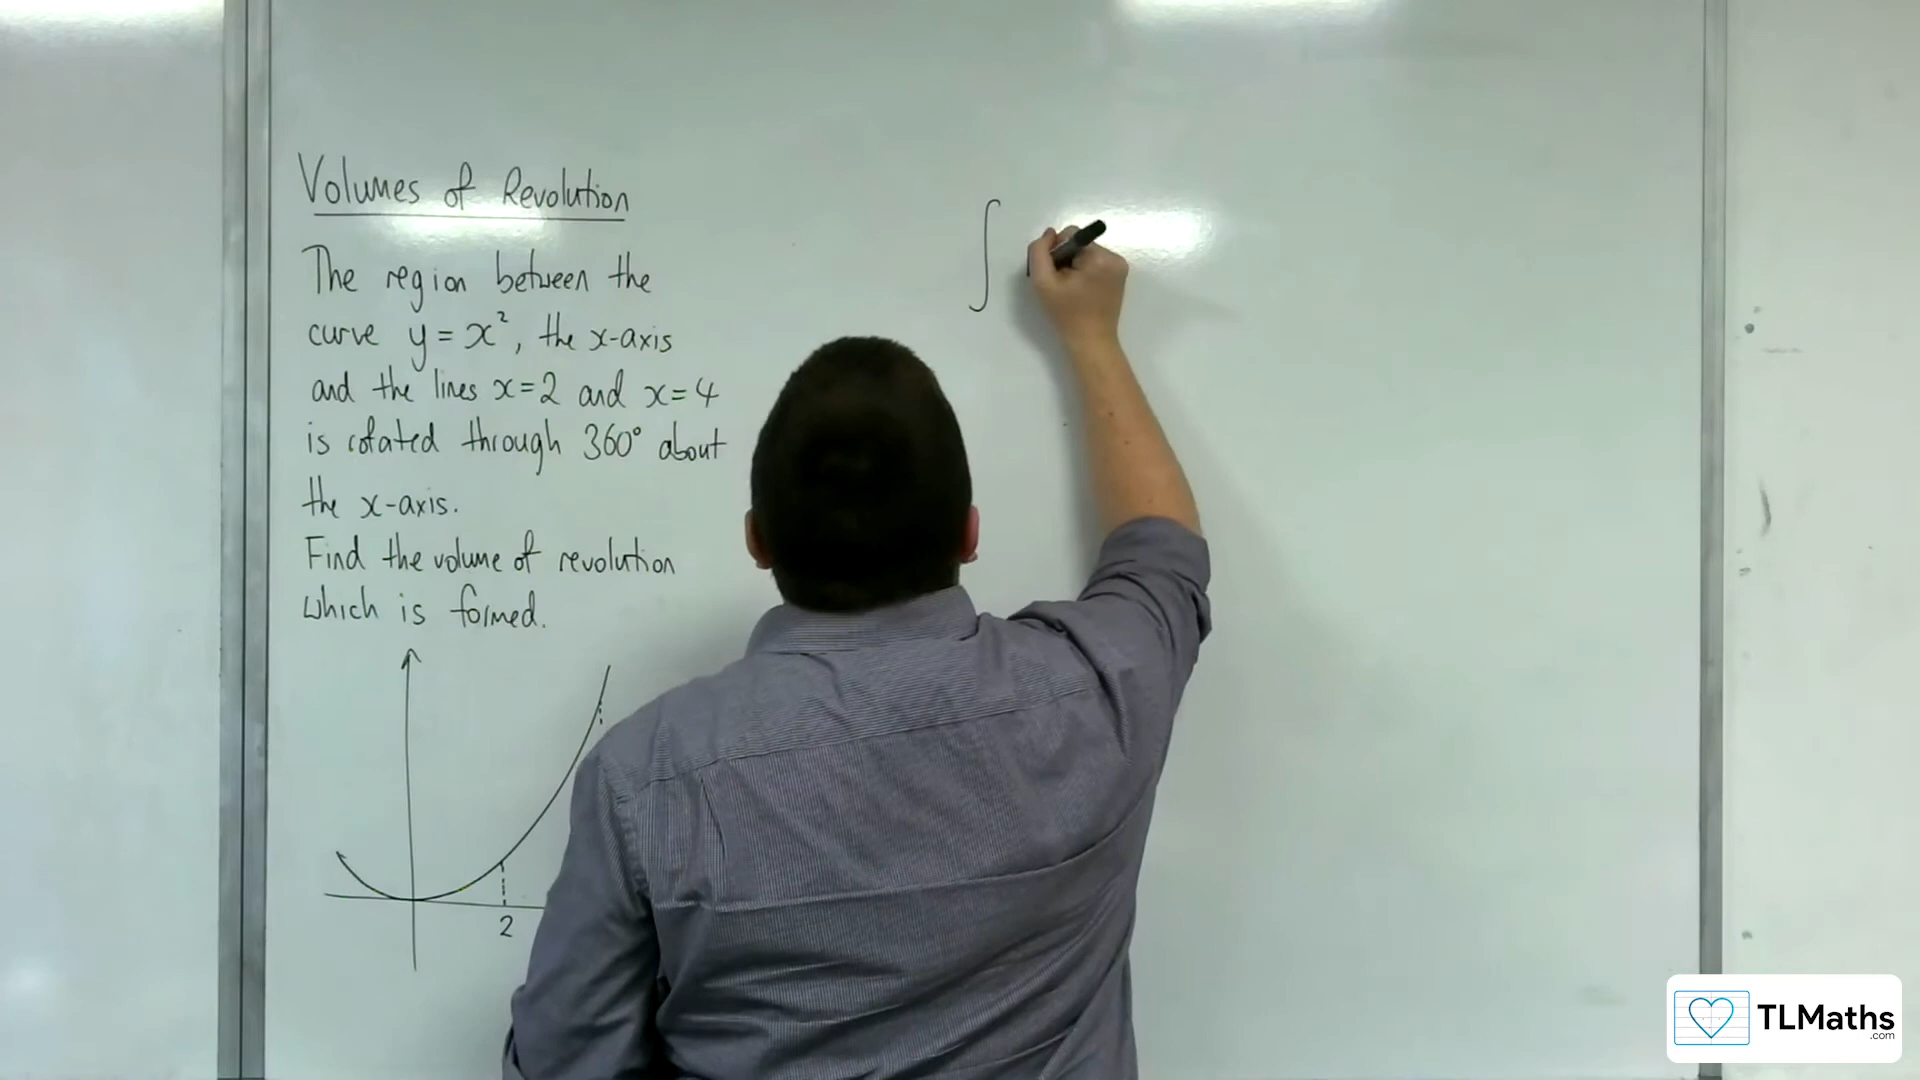 Volumes of Revolution
The region between the
curve y = x², the x-axis
and the lines x=2 and x=4
is rotated through 360° about
the x-axis.
Find the volume of revolution
which is formed.
∫
2
TLMaths
.com